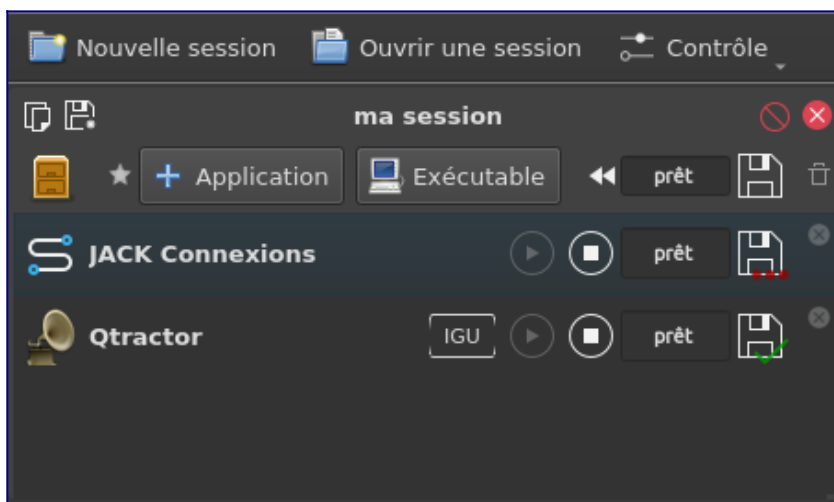 Nouvelle session Ouvrir une session Contrôle
ma session
Application Exécutable prêt
JACK Connexions prêt
Qtractor IGU prêt